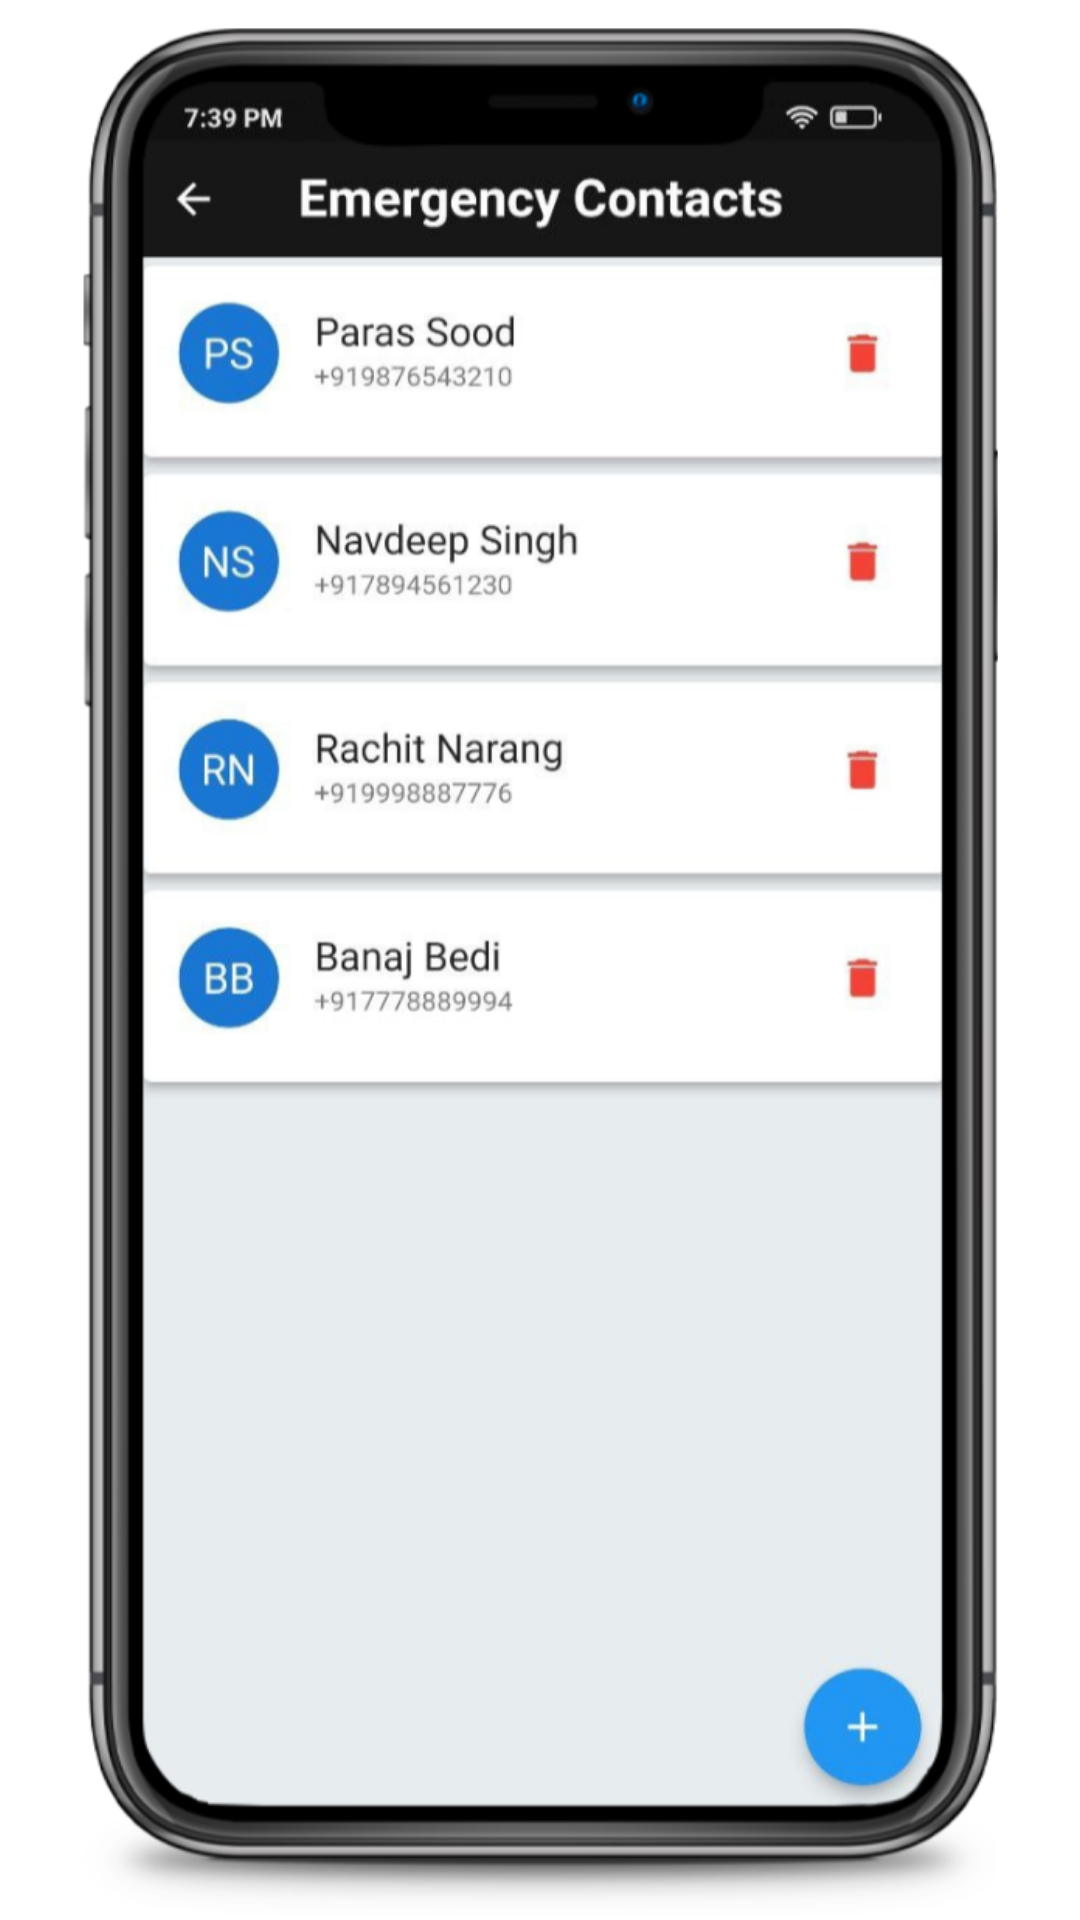 7:39 PM
Emergency Contacts
PS
Paras Sood
+919876543210
NS
Navdeep Singh
+917894561230
RN
Rachit Narang
+919998887776
BB
Banaj Bedi
+917778889994
+